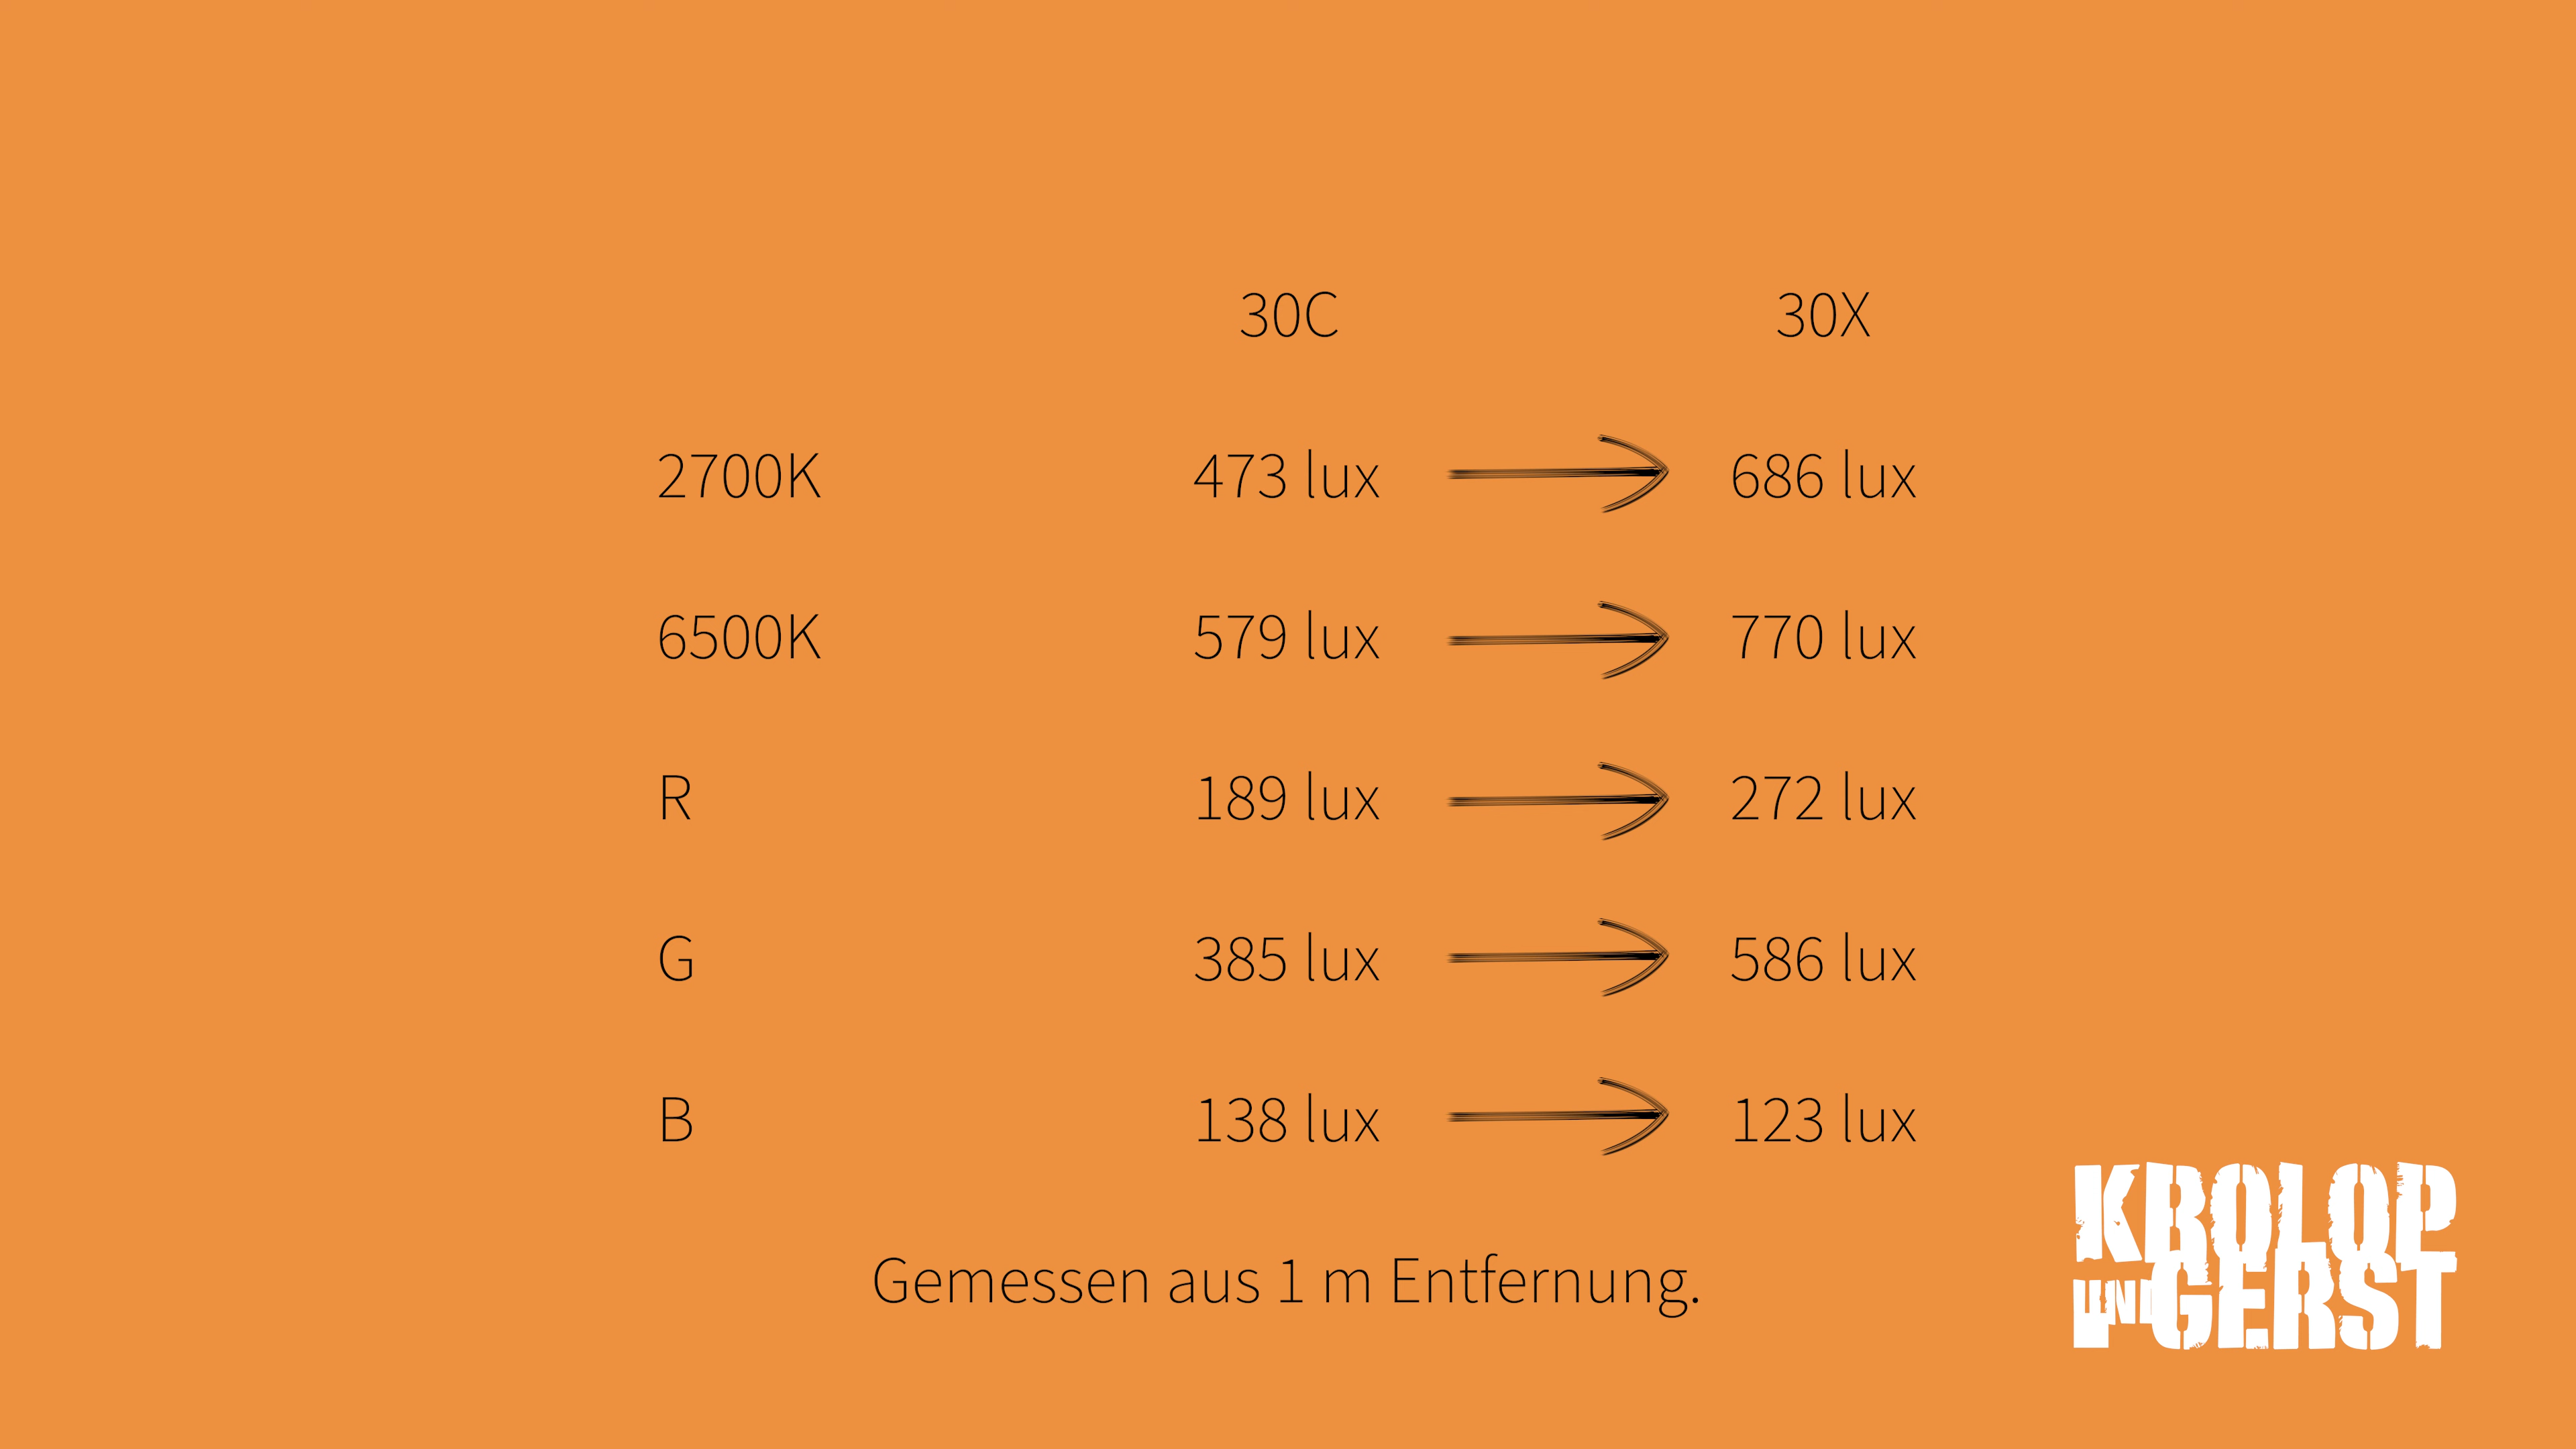 30C 30X
2700K 473 lux 686 lux
6500K 579 lux 770 lux
R 189 lux 272 lux
G 385 lux 586 lux
B 138 lux 123 lux
Gemessen aus 1 m Entfernung.
KROLOP
UND GERST